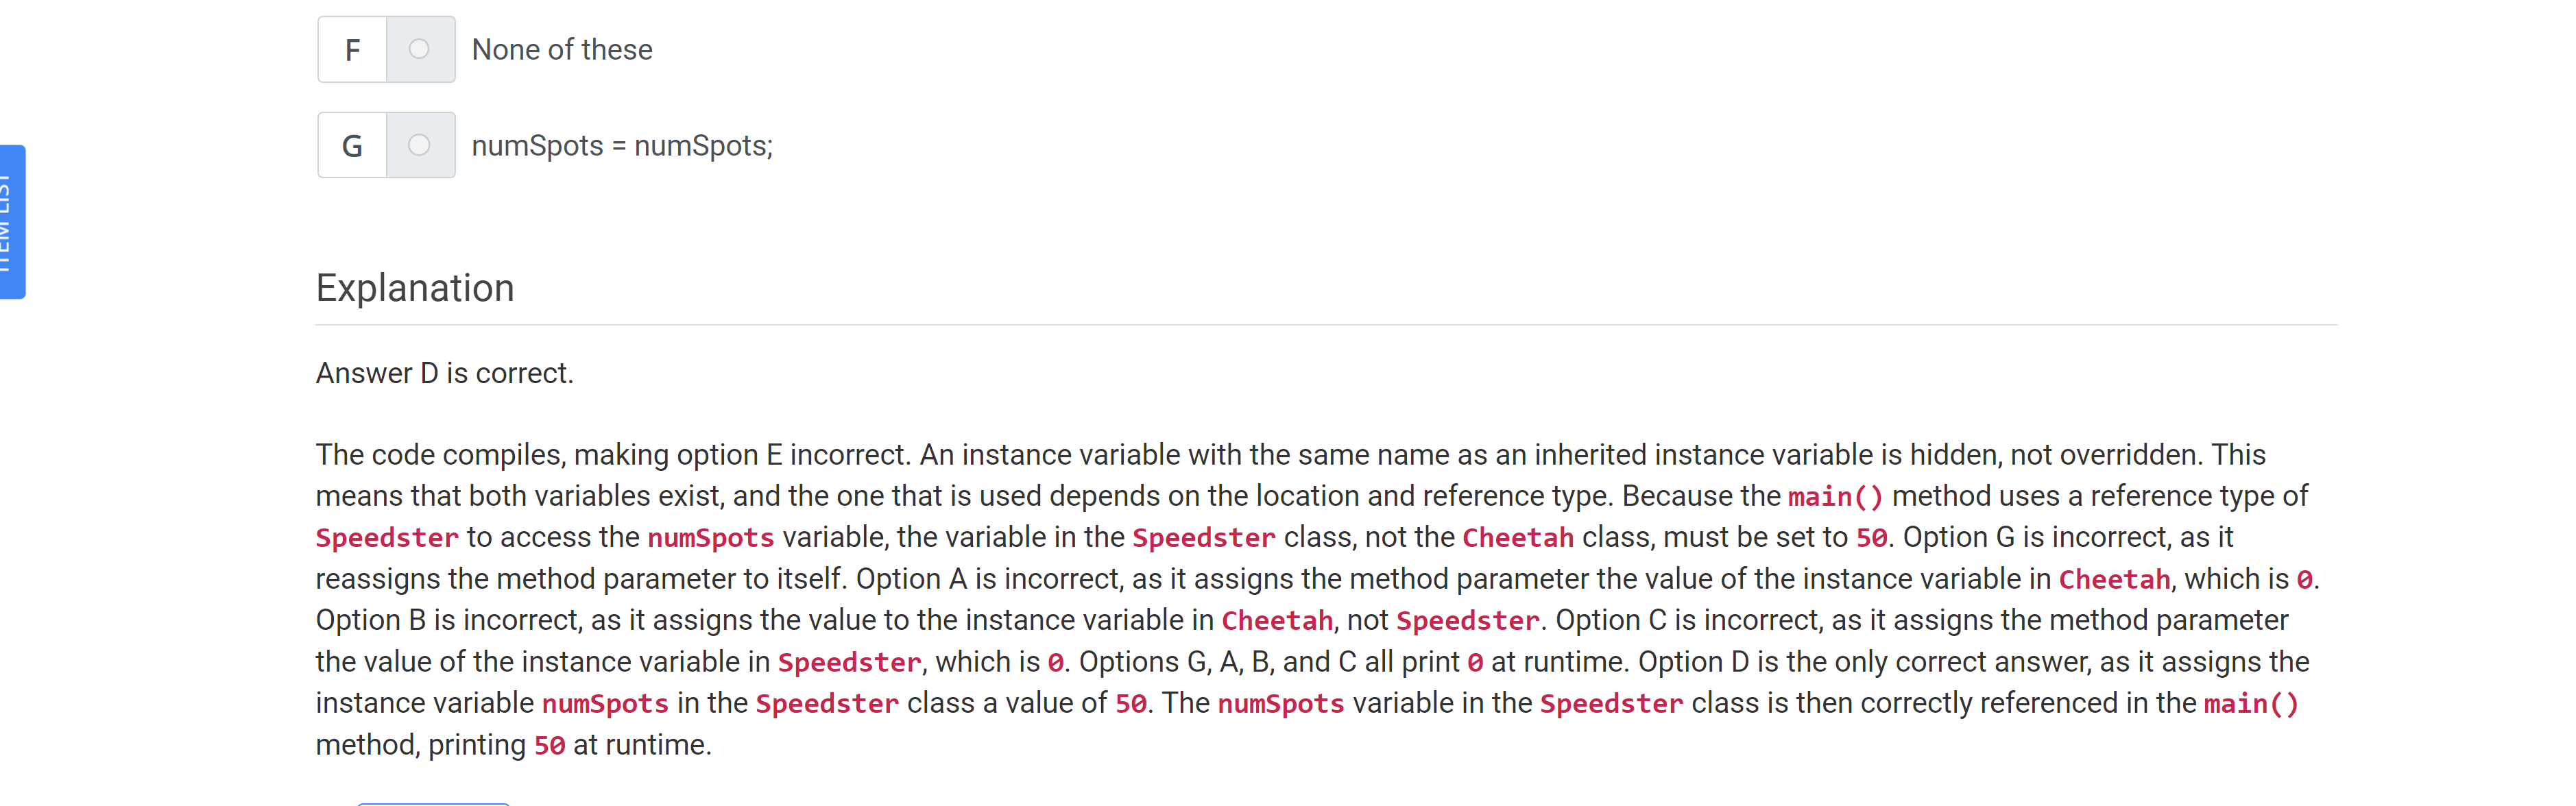 F None of these
G numSpots = numSpots;
ITEM LIST
Explanation
Answer D is correct.
The code compiles, making option E incorrect. An instance variable with the same name as an inherited instance variable is hidden, not overridden. This
means that both variables exist, and the one that is used depends on the location and reference type. Because the main() method uses a reference type of
Speedster to access the numSpots variable, the variable in the Speedster class, not the Cheetah class, must be set to 50. Option G is incorrect, as it
reassigns the method parameter to itself. Option A is incorrect, as it assigns the method parameter the value of the instance variable in Cheetah, which is 0.
Option B is incorrect, as it assigns the value to the instance variable in Cheetah, not Speedster. Option C is incorrect, as it assigns the method parameter
the value of the instance variable in Speedster, which is 0. Options G, A, B, and C all print 0 at runtime. Option D is the only correct answer, as it assigns the
instance variable numSpots in the Speedster class a value of 50. The numSpots variable in the Speedster class is then correctly referenced in the main()
method, printing 50 at runtime.